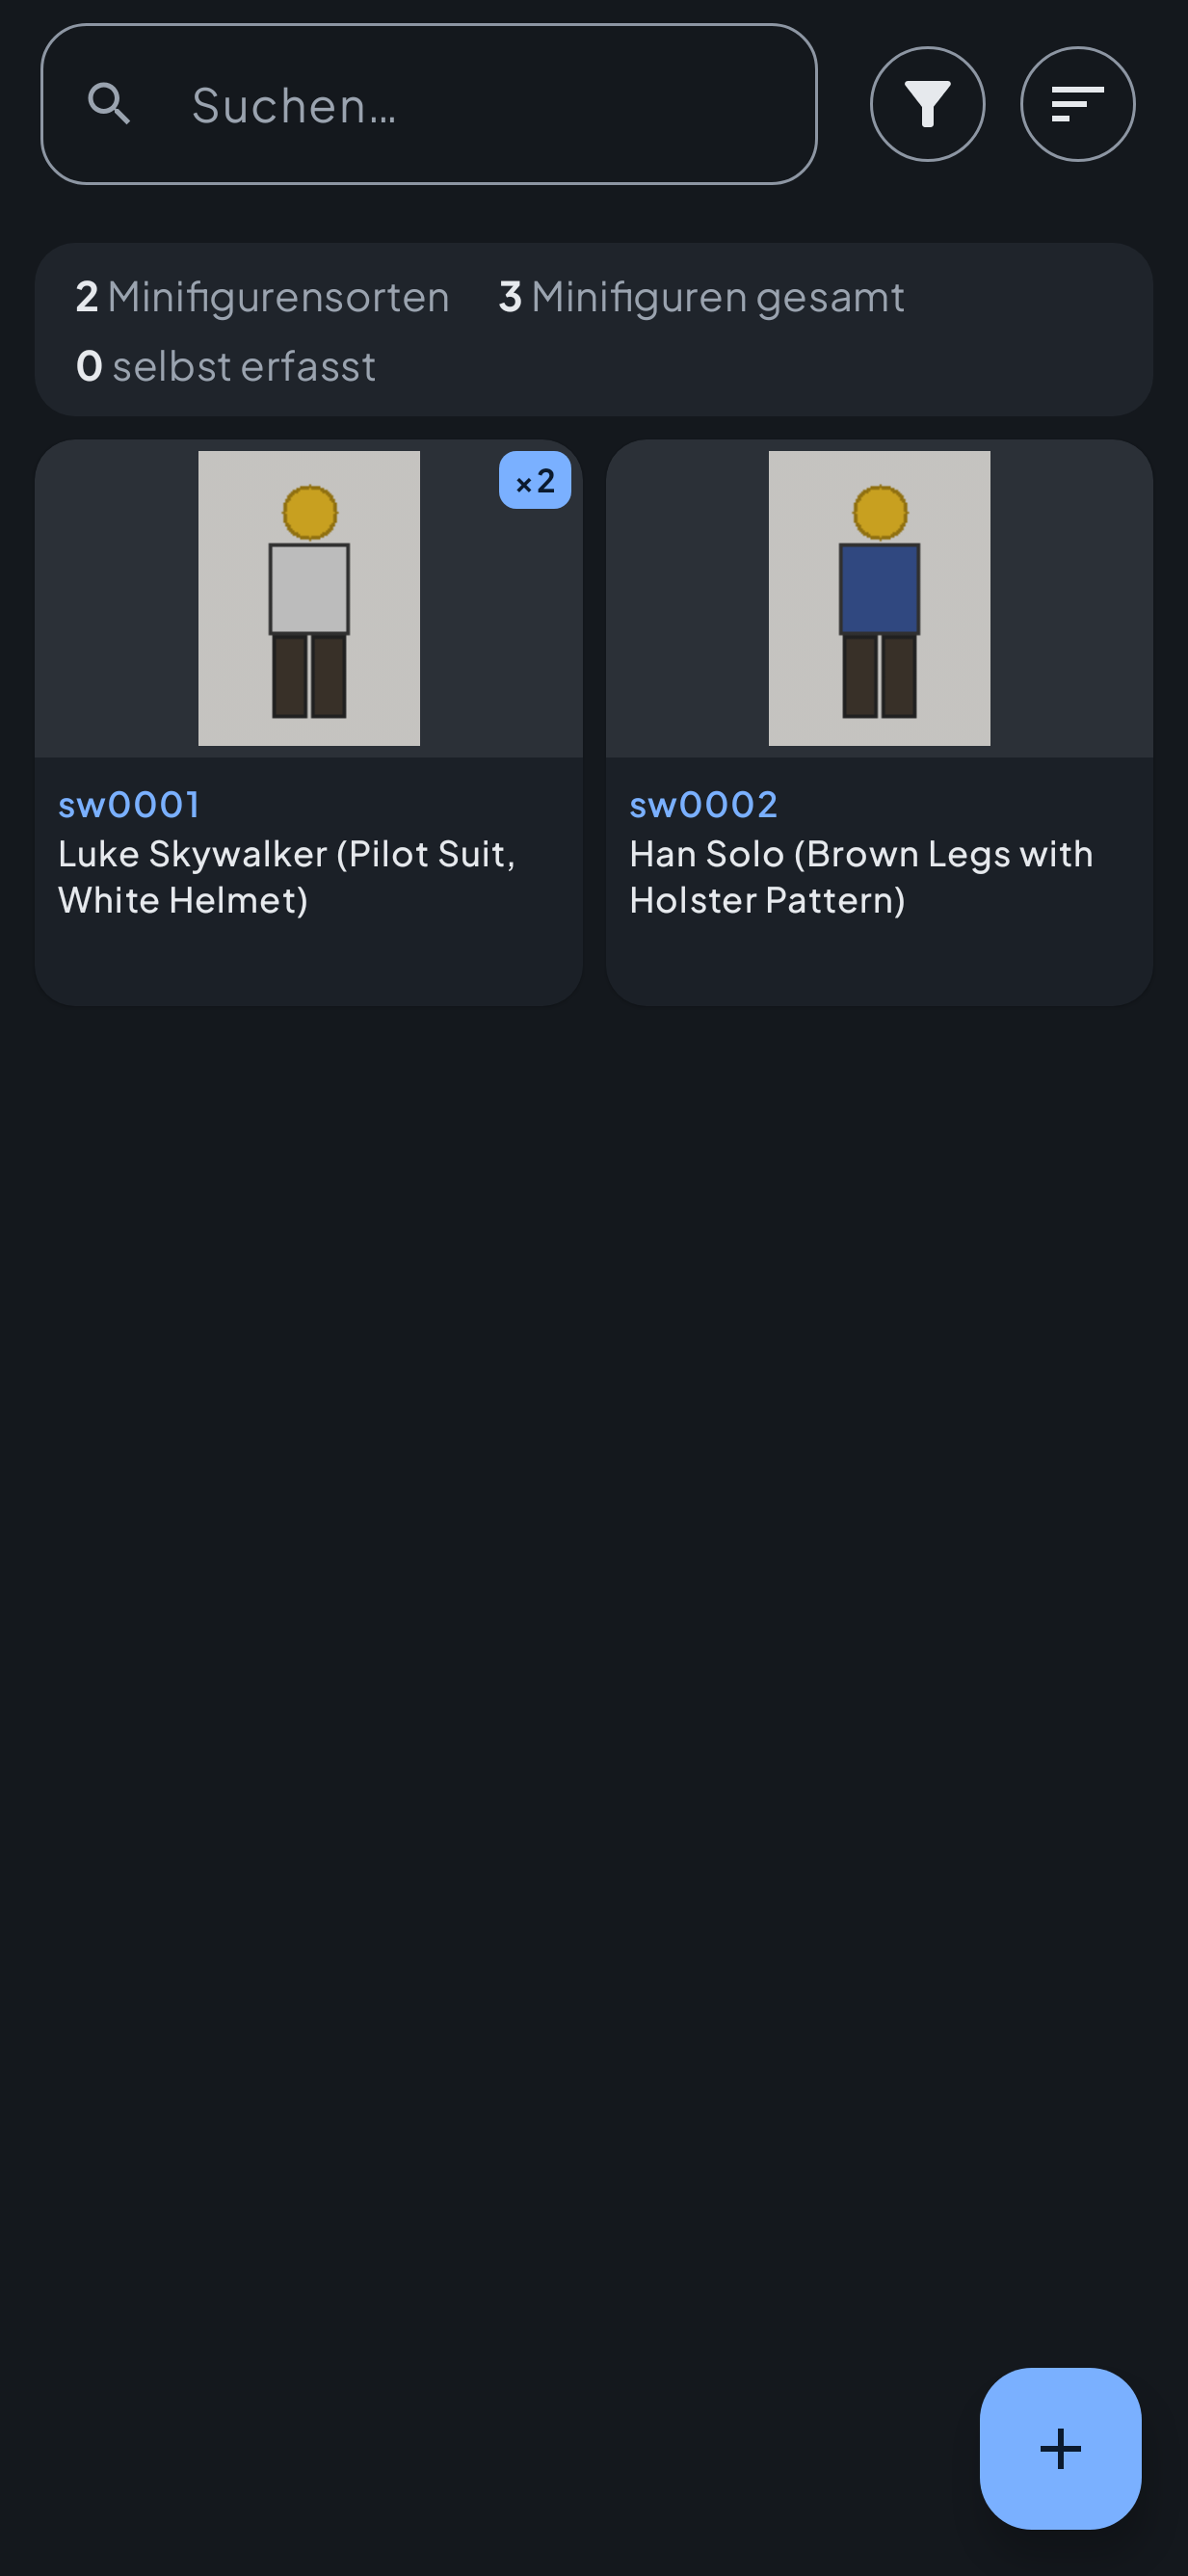 Suchen…
2 Minifigurensorten 3 Minifiguren gesamt
0 selbst erfasst
×2
sw0001
Luke Skywalker (Pilot Suit,
White Helmet)
sw0002
Han Solo (Brown Legs with
Holster Pattern)